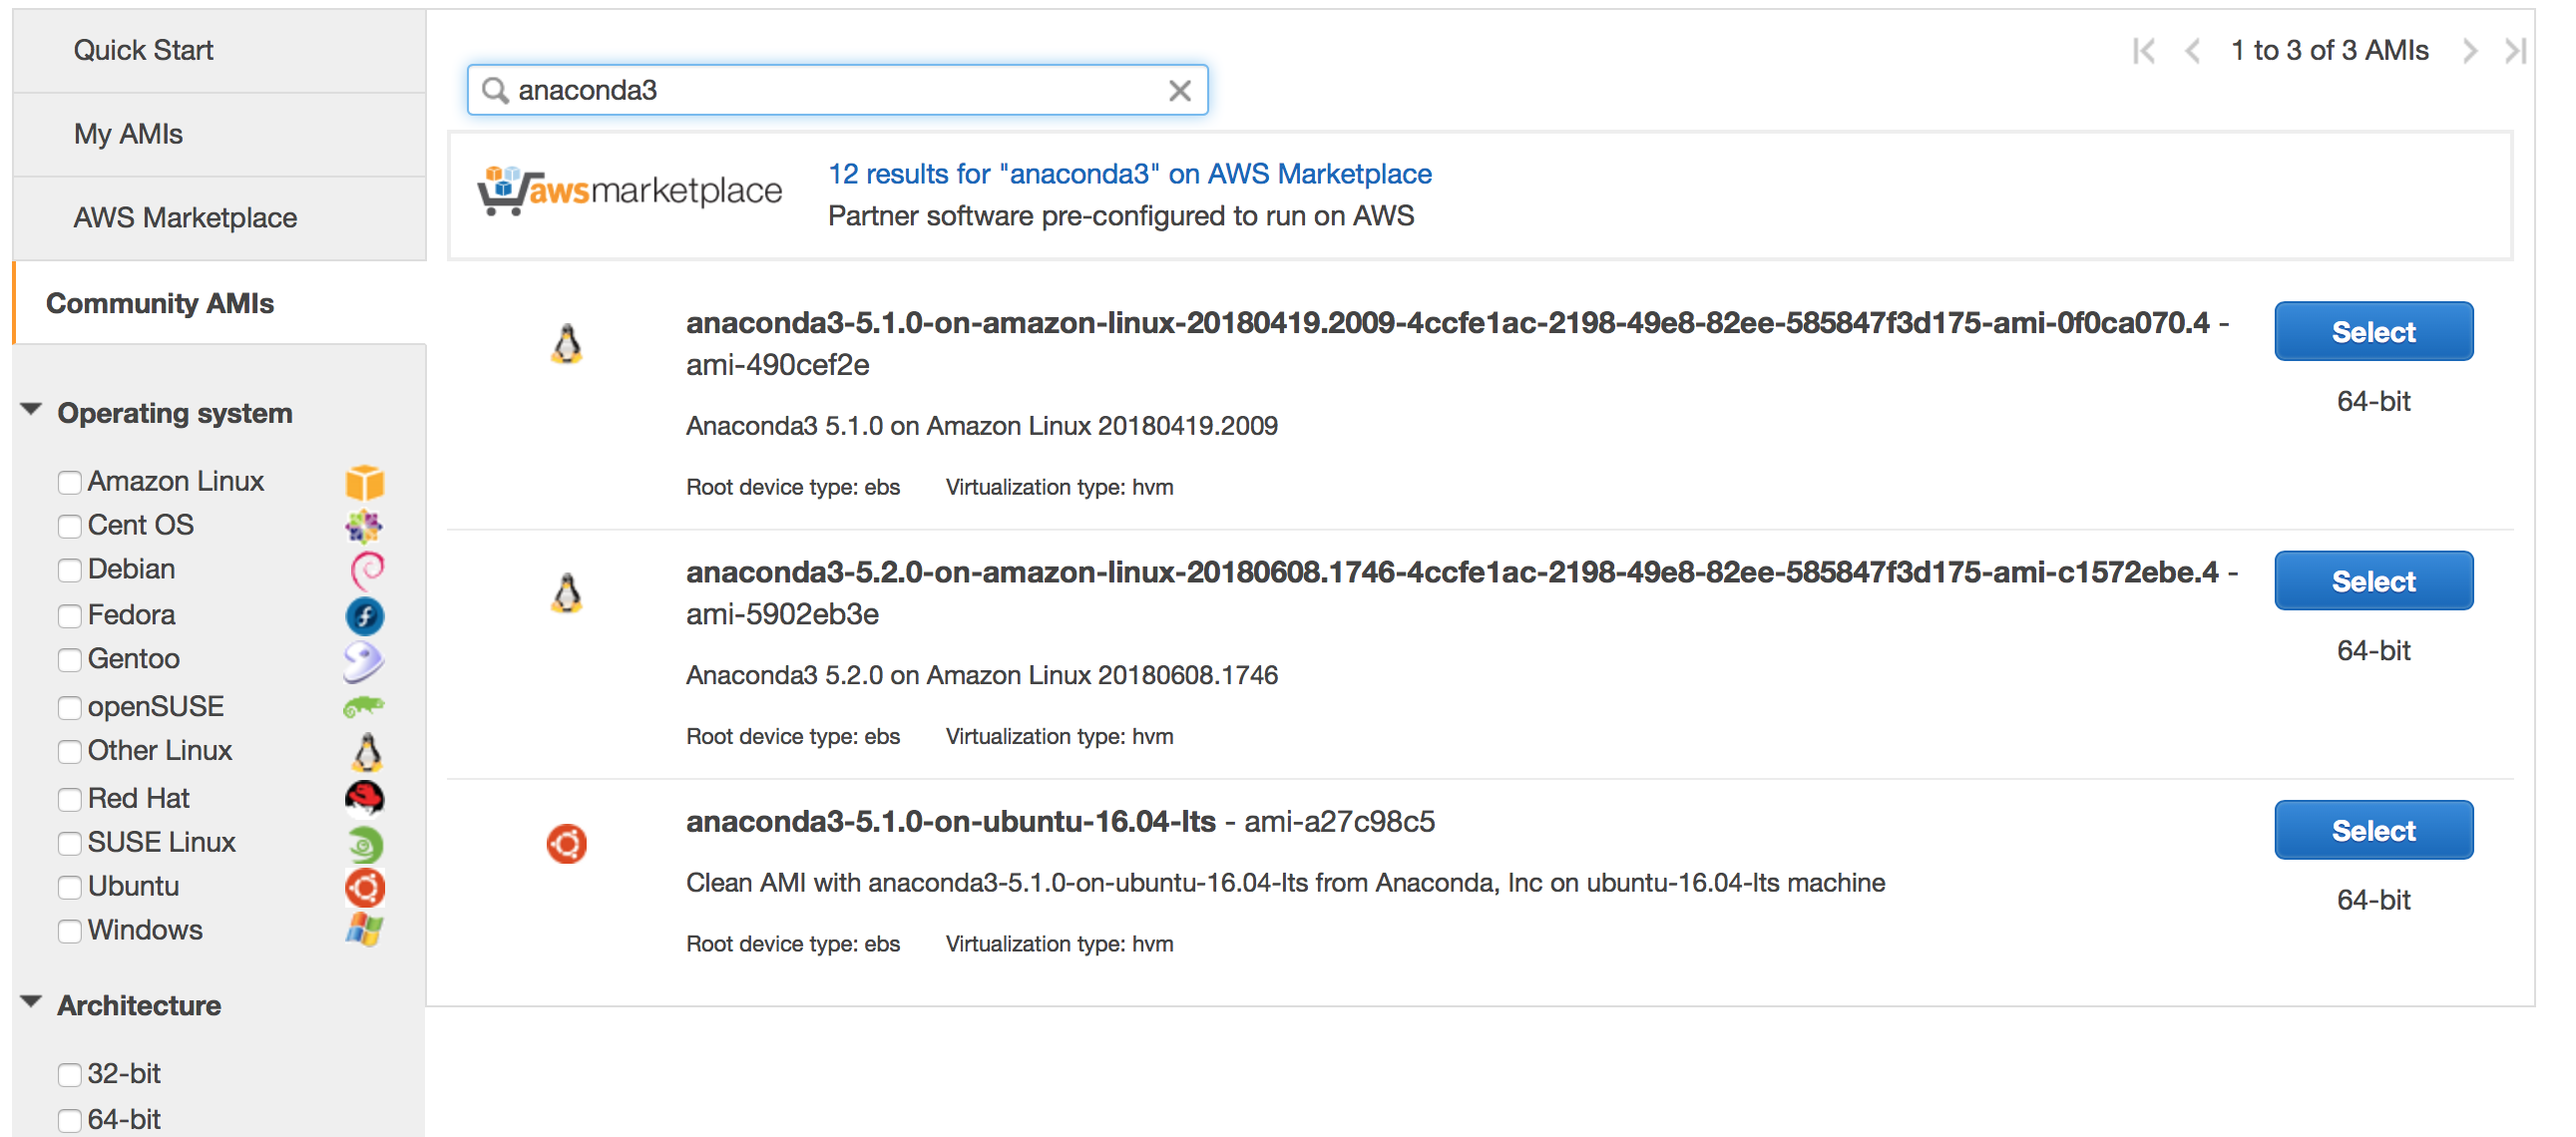 Quick Start
My AMIs
AWS Marketplace
Community AMIs
Operating system
Amazon Linux
Cent OS
Debian
Fedora
Gentoo
openSUSE
Other Linux
Red Hat
SUSE Linux
Ubuntu
Windows
Architecture
32-bit
64-bit
1 to 3 of 3 AMIs
anaconda3
awsmarketplace
12 results for "anaconda3" on AWS Marketplace
Partner software pre-configured to run on AWS
anaconda3-5.1.0-on-amazon-linux-20180419.2009-4ccfe1ac-2198-49e8-82ee-585847f3d175-ami-0f0ca070.4 -
ami-490cef2e
Anaconda3 5.1.0 on Amazon Linux 20180419.2009
Root device type: ebs Virtualization type: hvm
Select
64-bit
anaconda3-5.2.0-on-amazon-linux-20180608.1746-4ccfe1ac-2198-49e8-82ee-585847f3d175-ami-c1572ebe.4 -
ami-5902eb3e
Anaconda3 5.2.0 on Amazon Linux 20180608.1746
Root device type: ebs Virtualization type: hvm
Select
64-bit
anaconda3-5.1.0-on-ubuntu-16.04-lts - ami-a27c98c5
Clean AMI with anaconda3-5.1.0-on-ubuntu-16.04-lts from Anaconda, Inc on ubuntu-16.04-lts machine
Root device type: ebs Virtualization type: hvm
Select
64-bit